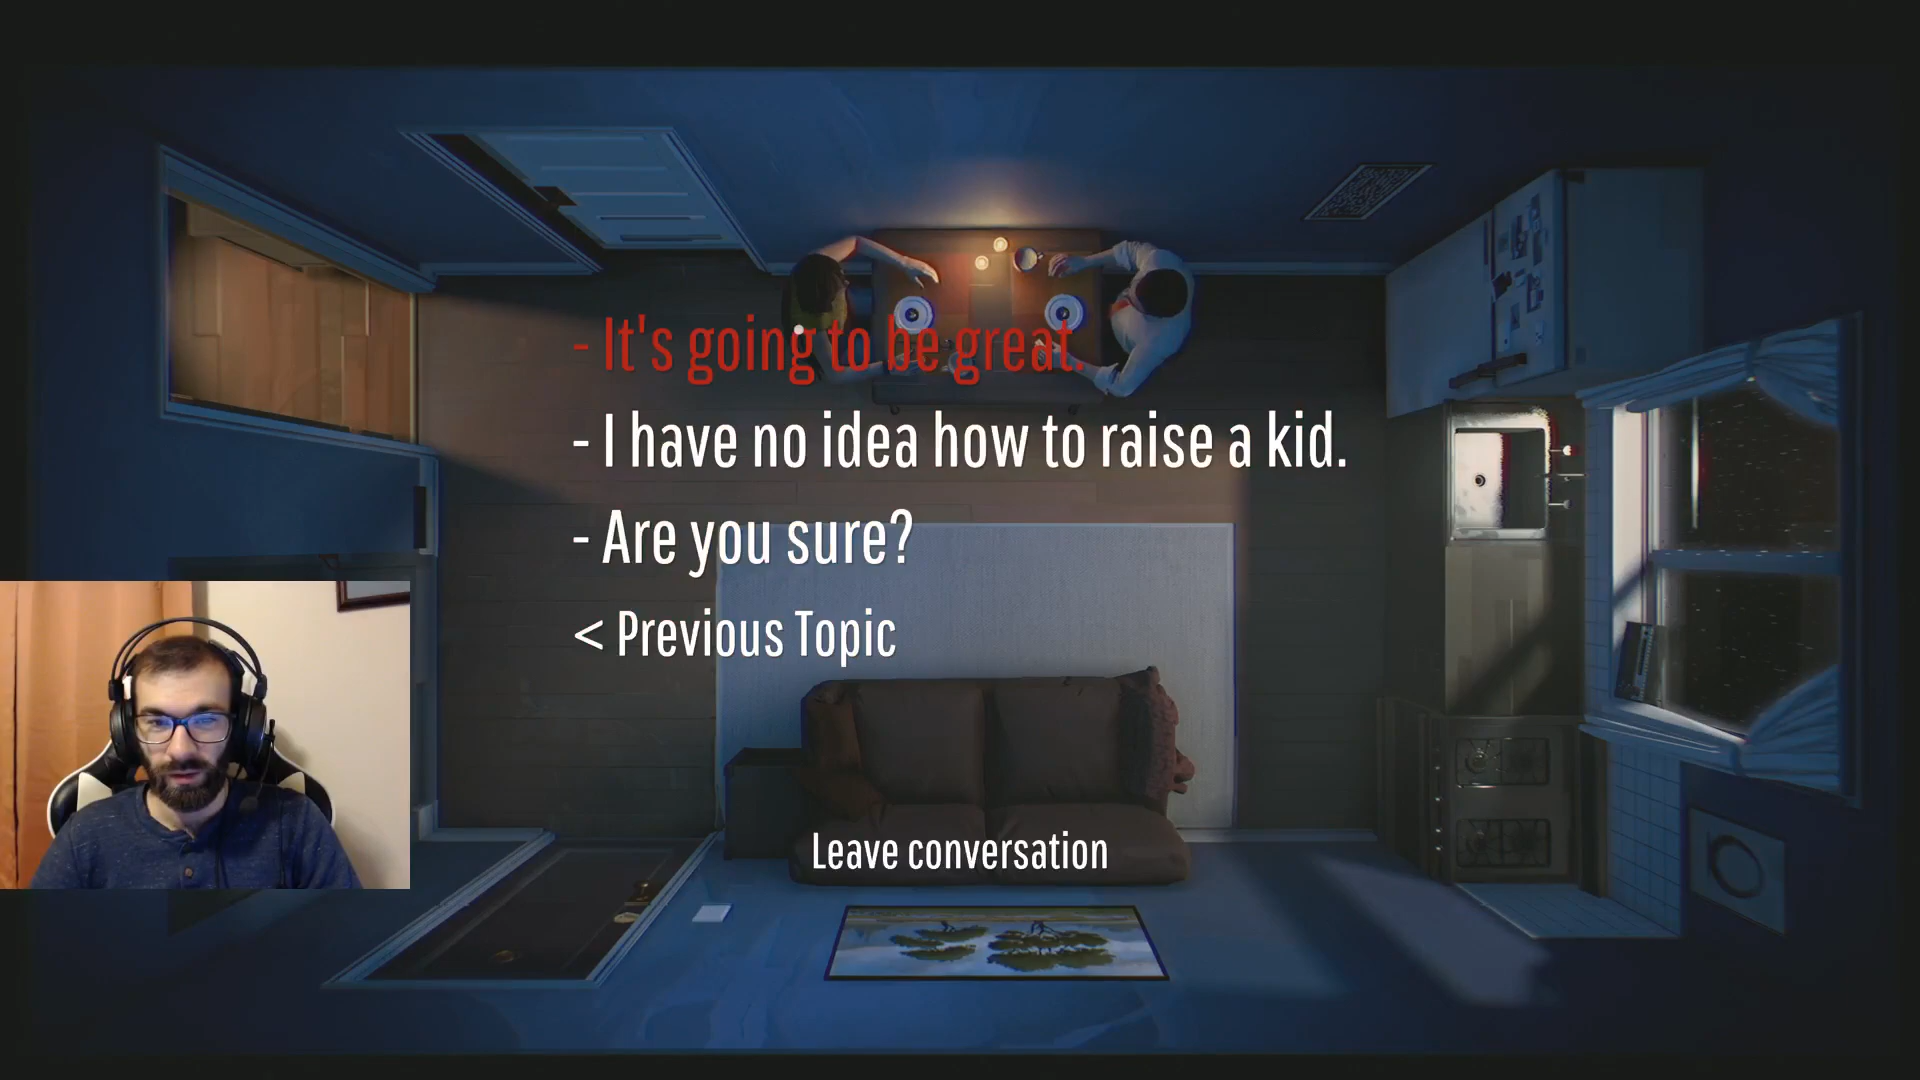 - It's going to be great.
- I have no idea how to raise a kid.
- Are you sure?
< Previous Topic
Leave conversation